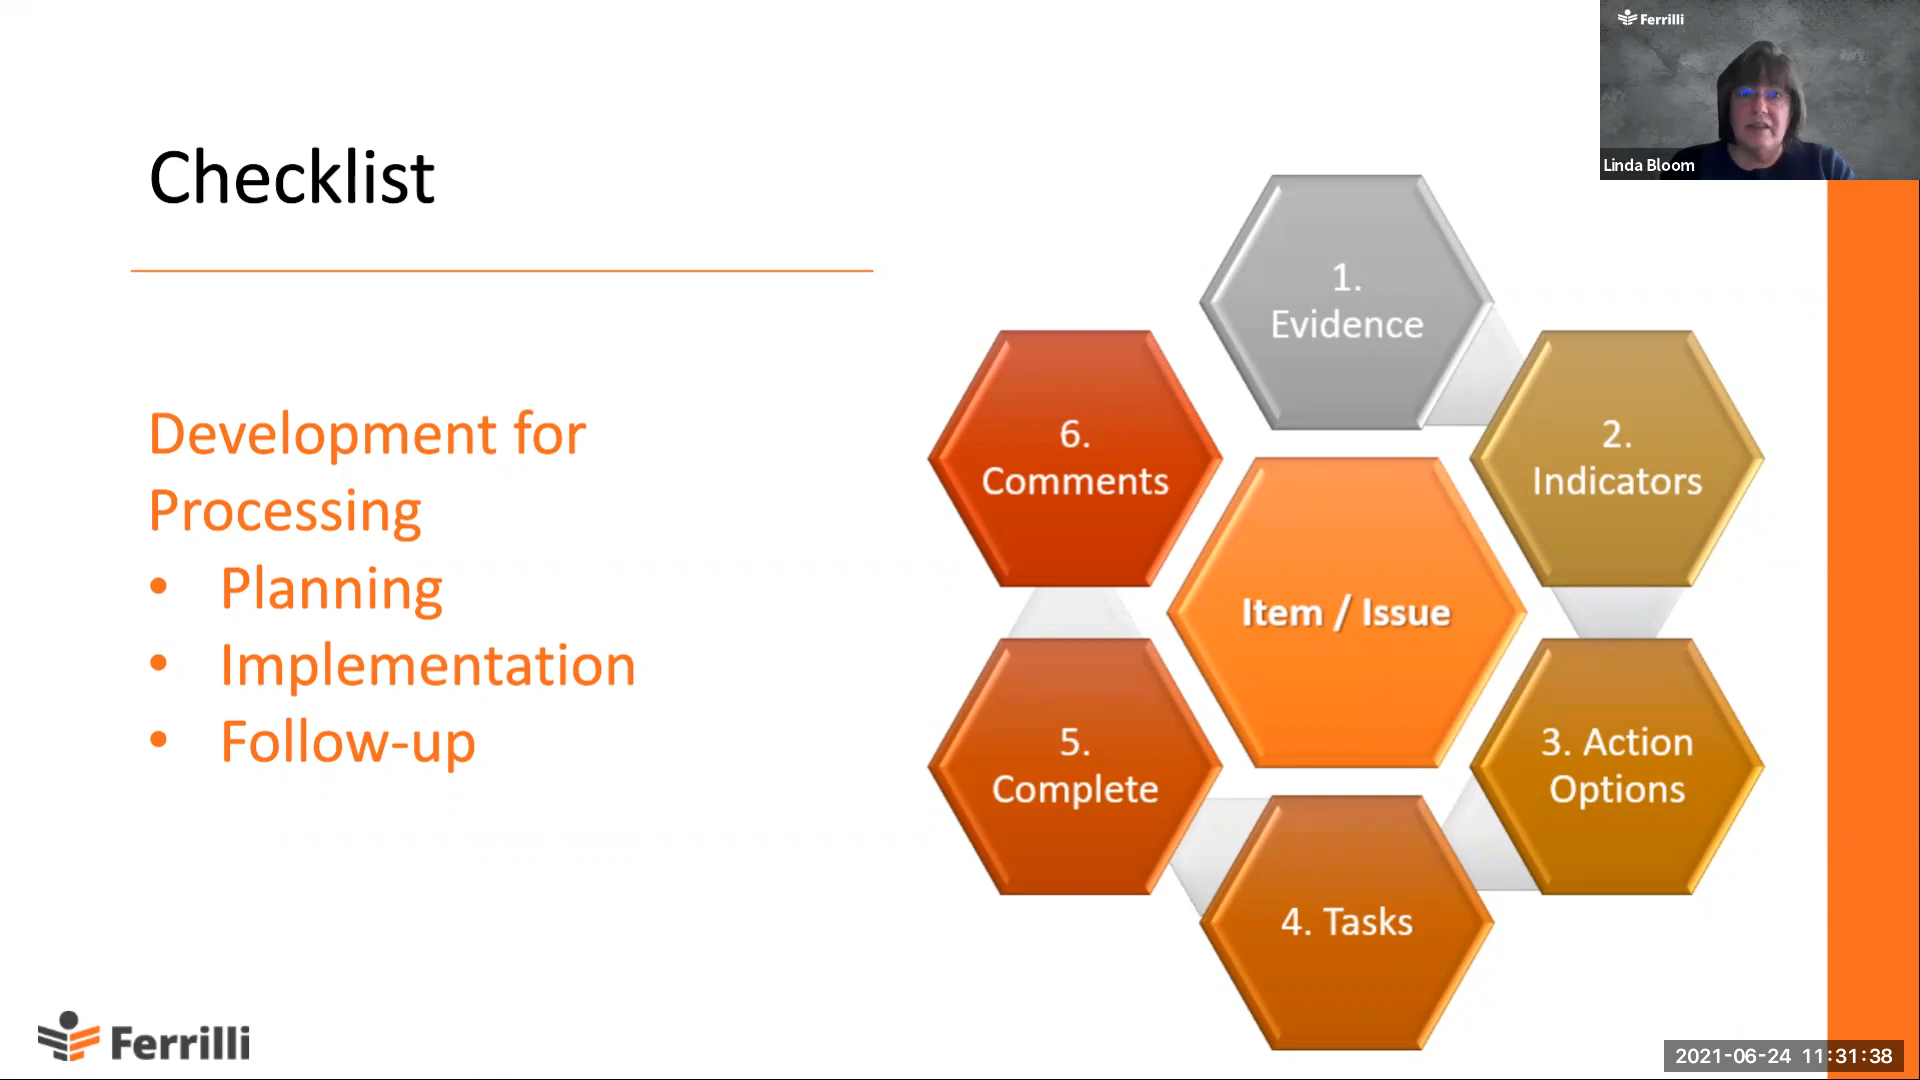 Ferrilli
Linda Bloom
Checklist
Development for
Processing
• Planning
• Implementation
• Follow-up
1.
Evidence
2.
Indicators
3. Action
Options
4. Tasks
5.
Complete
6.
Comments
Item / Issue
Ferrilli
2021-06-24 11:31:38